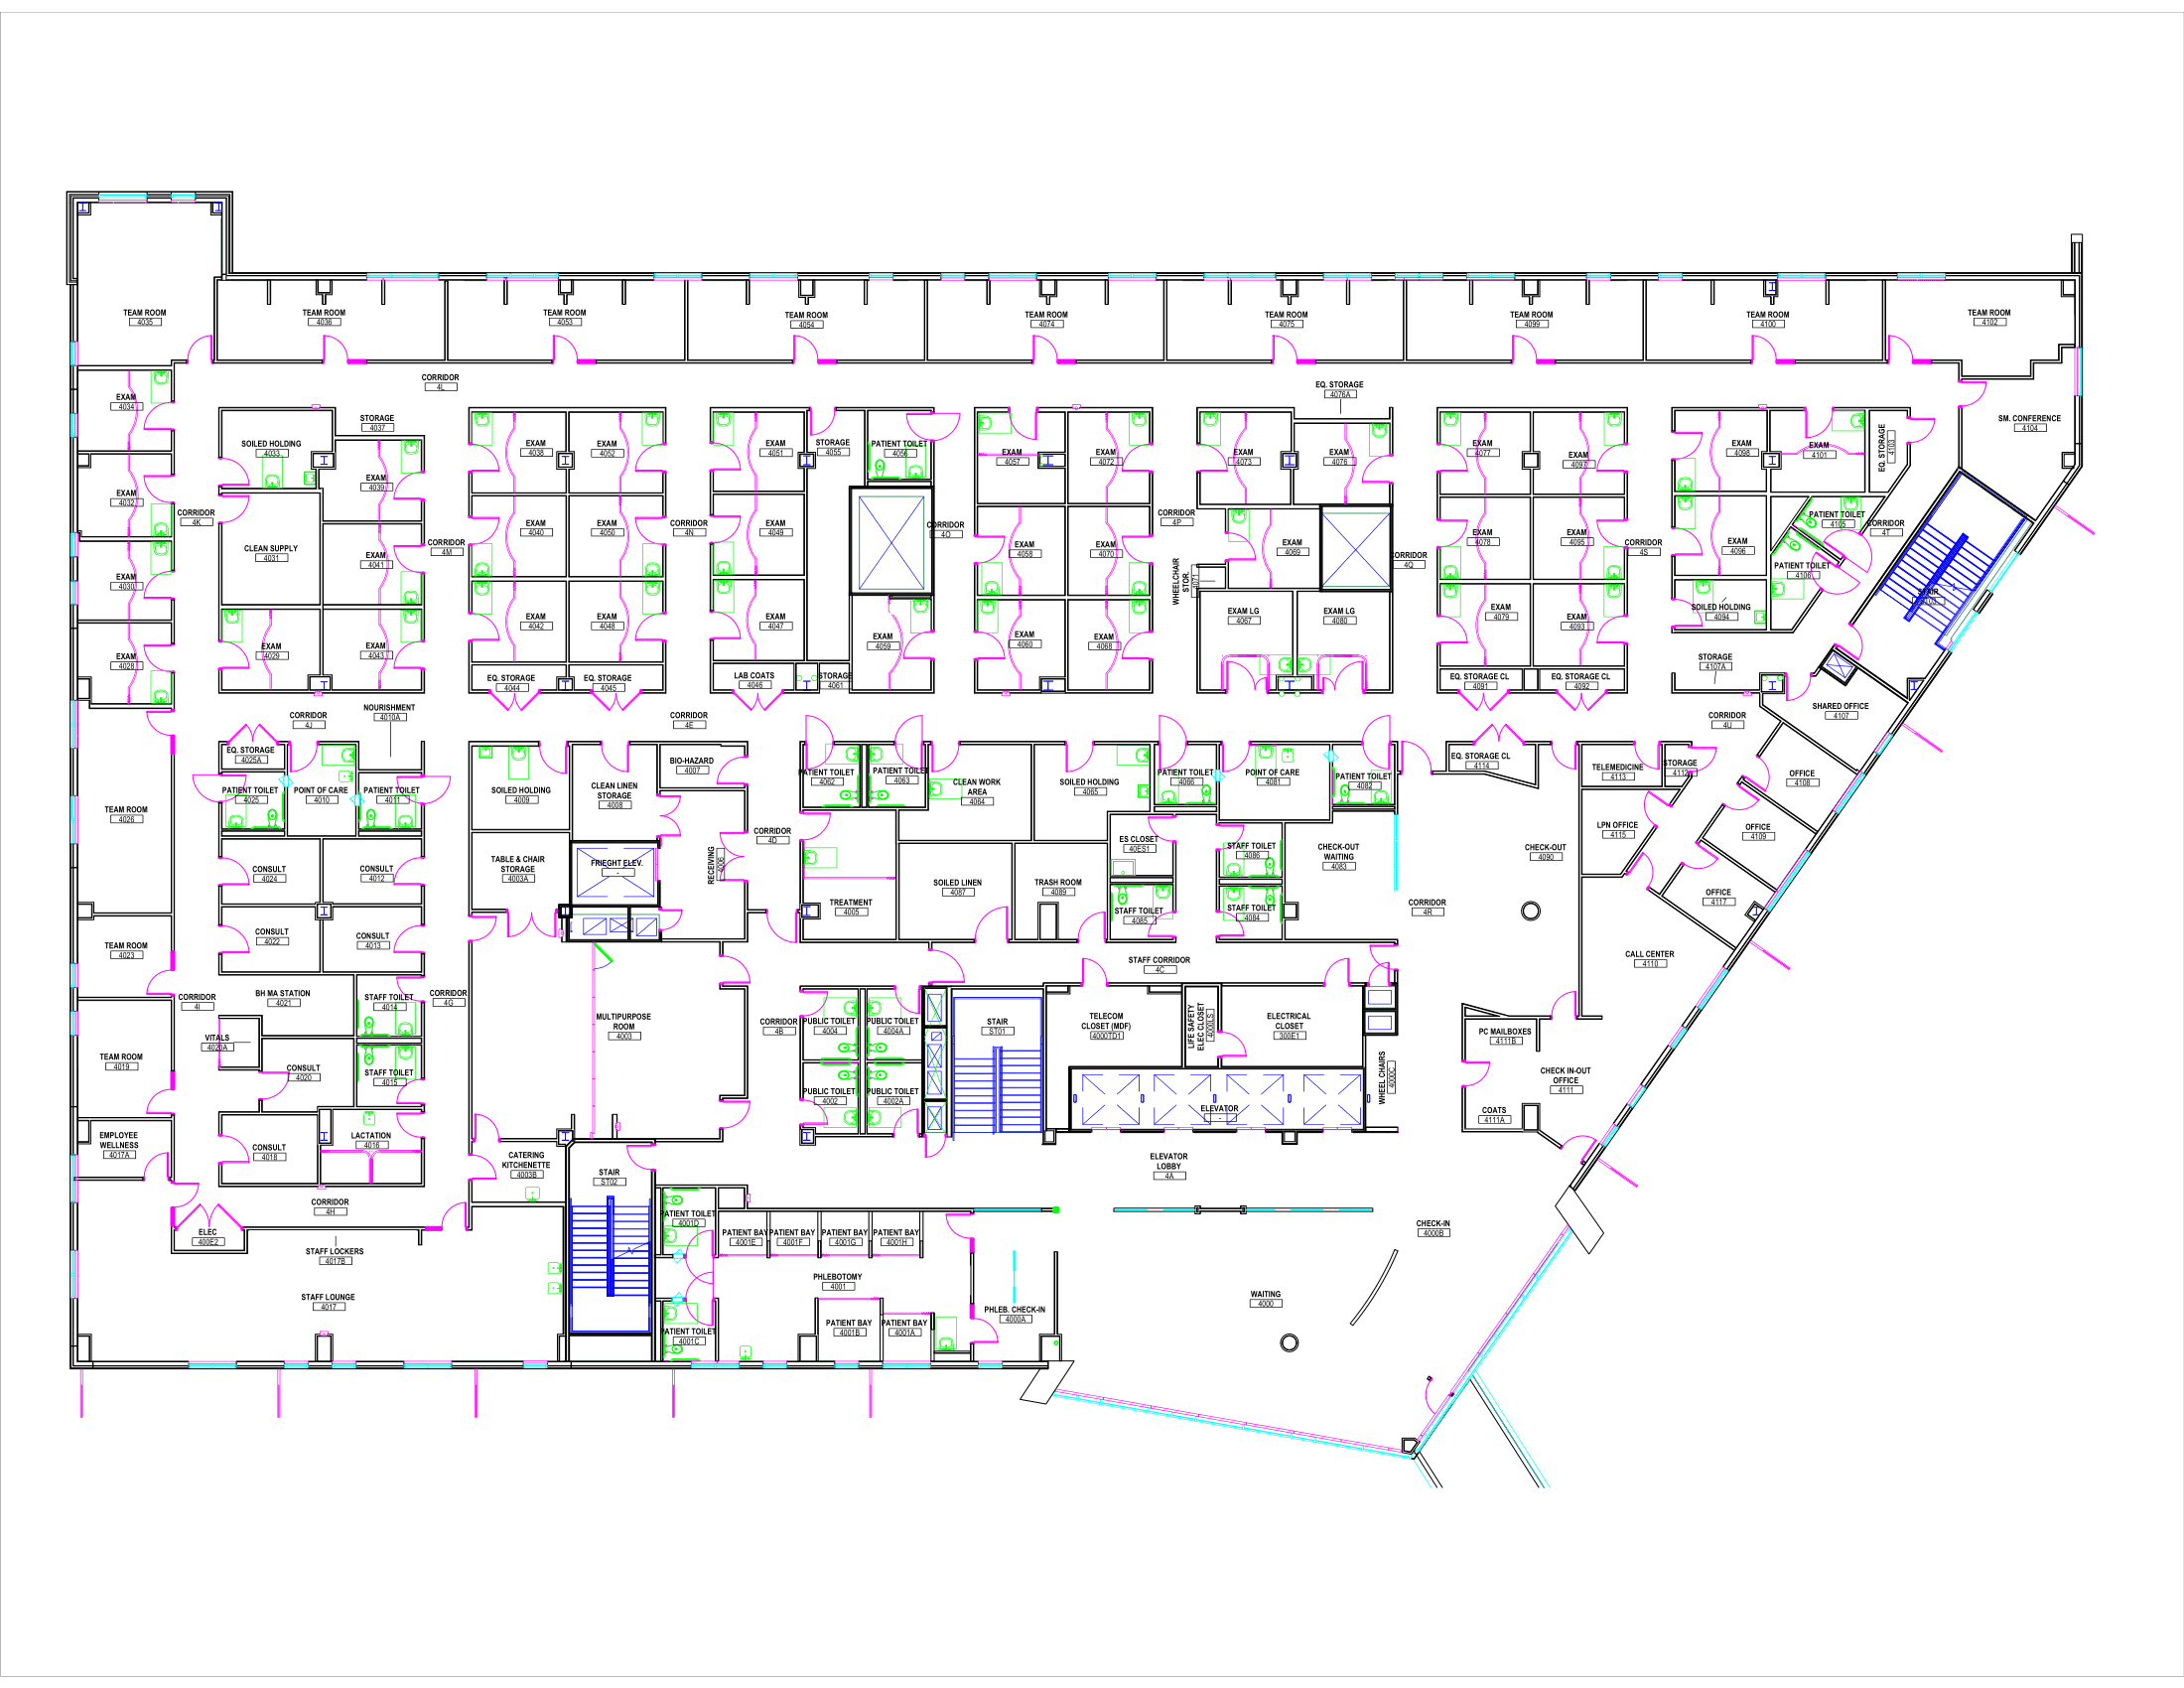 TEAM ROOM
4035
TEAM ROOM
4036
TEAM ROOM
4053
TEAM ROOM
4054
TEAM ROOM
4074
TEAM ROOM
4075
TEAM ROOM
4099
TEAM ROOM
4100
TEAM ROOM
4102
CORRIDOR
4L
EQ. STORAGE
4076A
EXAM
4034
STORAGE
4037
SOILED HOLDING
4033
EXAM
4038
EXAM
4052
EXAM
4051
STORAGE
4055
PATIENT TOILET
4056
EXAM
4057
EXAM
4072
EXAM
4073
EXAM
4076
EXAM
4077
EXAM
4097
EXAM
4098
EXAM
4101
EQ. STORAGE
4103
SM. CONFERENCE
4104
EXAM
4032
EXAM
4039
CORRIDOR
4K
CLEAN SUPPLY
4031
CORRIDOR
4M
EXAM
4040
EXAM
4050
CORRIDOR
4N
EXAM
4049
CORRIDOR
4O
EXAM
4058
EXAM
4070
CORRIDOR
4P
EXAM
4069
CORRIDOR
4Q
EXAM
4078
EXAM
4095
CORRIDOR
4S
EXAM
4096
PATIENT TOILET
4105
CORRIDOR
4T
EXAM
4030
EXAM
4041
WHEELCHAIR
STOR.
4071
PATIENT TOILET
4106
STAIR
EXAM
4028
EXAM
4029
EXAM
4043
EXAM
4042
EXAM
4048
EXAM
4047
EXAM
4059
EXAM
4060
EXAM
4068
EXAM LG
4067
EXAM LG
4080
EXAM
4079
EXAM
4093
SOILED HOLDING
4094
STORAGE
4107A
EQ. STORAGE
4044
EQ. STORAGE
4045
LAB COATS
4046
STORAGE
4061
EQ. STORAGE CL
4091
EQ. STORAGE CL
4092
SHARED OFFICE
4107
CORRIDOR
4J
NOURISHMENT
4010A
CORRIDOR
4E
CORRIDOR
4U
EQ. STORAGE
4025A
BIO-HAZARD
4007
EQ. STORAGE CL
4114
TELEMEDICINE
4113
STORAGE
4112
OFFICE
4108
PATIENT TOILET
4025
POINT OF CARE
4010
PATIENT TOILET
4011
SOILED HOLDING
4009
CLEAN LINEN
STORAGE
4008
PATIENT TOILET
4062
PATIENT TOILET
4063
CLEAN WORK
AREA
4064
SOILED HOLDING
4065
PATIENT TOILET
4066
POINT OF CARE
4081
PATIENT TOILET
4082
TEAM ROOM
4026
CORRIDOR
4D
ES CLOSET
40ES1
STAFF TOILET
4086
CHECK-OUT
WAITING
4083
CHECK-OUT
4090
LPN OFFICE
4115
OFFICE
4109
CONSULT
4024
CONSULT
4012
TABLE & CHAIR
STORAGE
4003A
FRIEGHT ELEV.
-
RECEIVING
4006
SOILED LINEN
4087
TRASH ROOM
4089
TREATMENT
4005
STAFF TOILET
4085
STAFF TOILET
4084
CORRIDOR
4R
OFFICE
4117
TEAM ROOM
4023
CONSULT
4022
CONSULT
4013
STAFF CORRIDOR
4C
CALL CENTER
4110
CORRIDOR
4I
BH MA STATION
4021
STAFF TOILET
4014
CORRIDOR
4G
MULTIPURPOSE
ROOM
4003
CORRIDOR
4B
PUBLIC TOILET
4004
PUBLIC TOILET
4004A
STAIR
ST01
TELECOM
CLOSET (MDF)
4000TD1
LIFE SAFETY
ELEC CLOSET
4000LS
ELECTRICAL
CLOSET
300E1
PC MAILBOXES
4111B
VITALS
4020A
TEAM ROOM
4019
CONSULT
4020
STAFF TOILET
4015
PUBLIC TOILET
4002
PUBLIC TOILET
4002A
ELEVATOR
-
WHEEL CHAIRS
4000C
CHECK IN-OUT
OFFICE
4111
COATS
4111A
EMPLOYEE
WELLNESS
4017A
CONSULT
4018
LACTATION
4016
CATERING
KITCHENETTE
4003B
STAIR
ST02
ELEVATOR
LOBBY
4A
CORRIDOR
4H
ELEC
400E2
STAFF LOCKERS
4017B
PATIENT TOILET
4001D
PATIENT BAY
4001E
PATIENT BAY
4001F
PATIENT BAY
4001G
PATIENT BAY
4001H
CHECK-IN
4000B
PHLEBOTOMY
4001
STAFF LOUNGE
4017
PHLEB. CHECK-IN
4000A
WAITING
4000
PATIENT TOILET
4001C
PATIENT BAY
4001B
PATIENT BAY
4001A